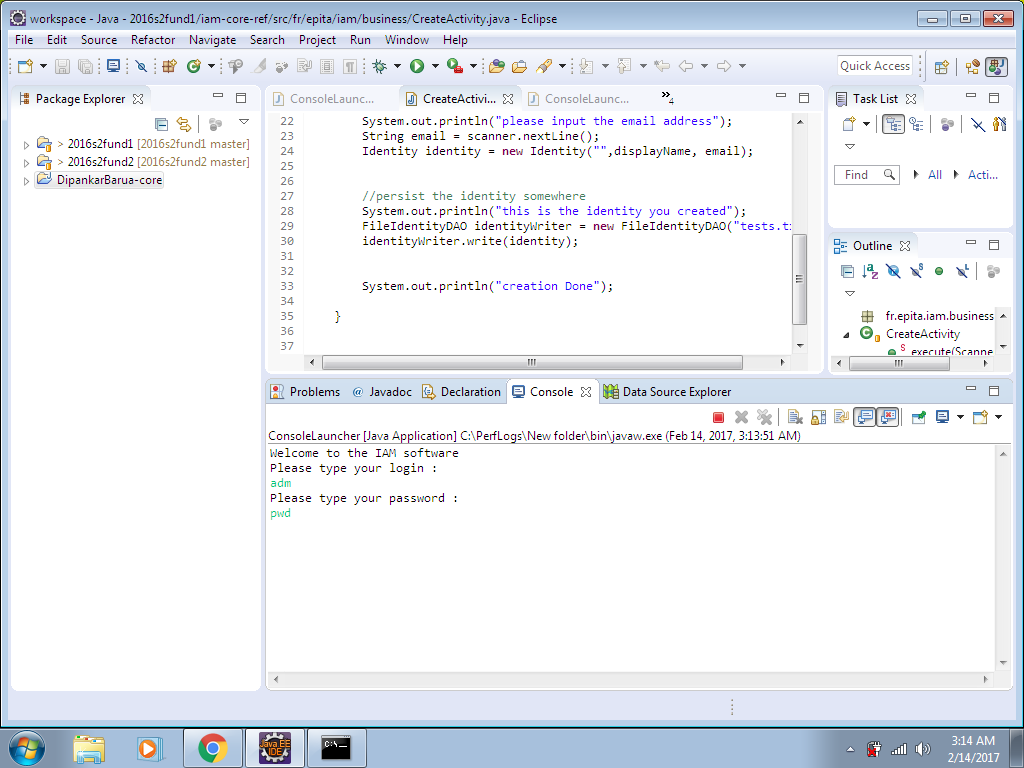 workspace - Java - 2016s2fund1/iam-core-ref/src/fr/epita/iam/business/CreateActivity.java - Eclipse
File Edit Source Refactor Navigate Search Project Run Window Help
Quick Access
Package Explorer
> 2016s2fund1 [2016s2fund1 master]
> 2016s2fund2 [2016s2fund2 master]
DipankarBarua-core
ConsoleLaunc... CreateActivi... ConsoleLaunc... »4
22 System.out.println("please input the email address");
23 String email = scanner.nextLine();
24 Identity identity = new Identity("",displayName, email);
25
26
27 //persist the identity somewhere
28 System.out.println("this is the identity you created");
29 FileIdentityDAO identityWriter = new FileIdentityDAO("tests.
30 identityWriter.write(identity);
31
32
33 System.out.println("creation Done");
34
35 }
36
37
Task List
Find All Acti...
Outline
fr.epita.iam.business
CreateActivity
execute(Scanne
Problems @ Javadoc Declaration Console Data Source Explorer
ConsoleLauncher [Java Application] C:\PerfLogs\New folder\bin\javaw.exe (Feb 14, 2017, 3:13:51 AM)
Welcome to the IAM software
Please type your login :
adm
Please type your password :
pwd
Java EE
IDE
C:\
3:14 AM
2/14/2017